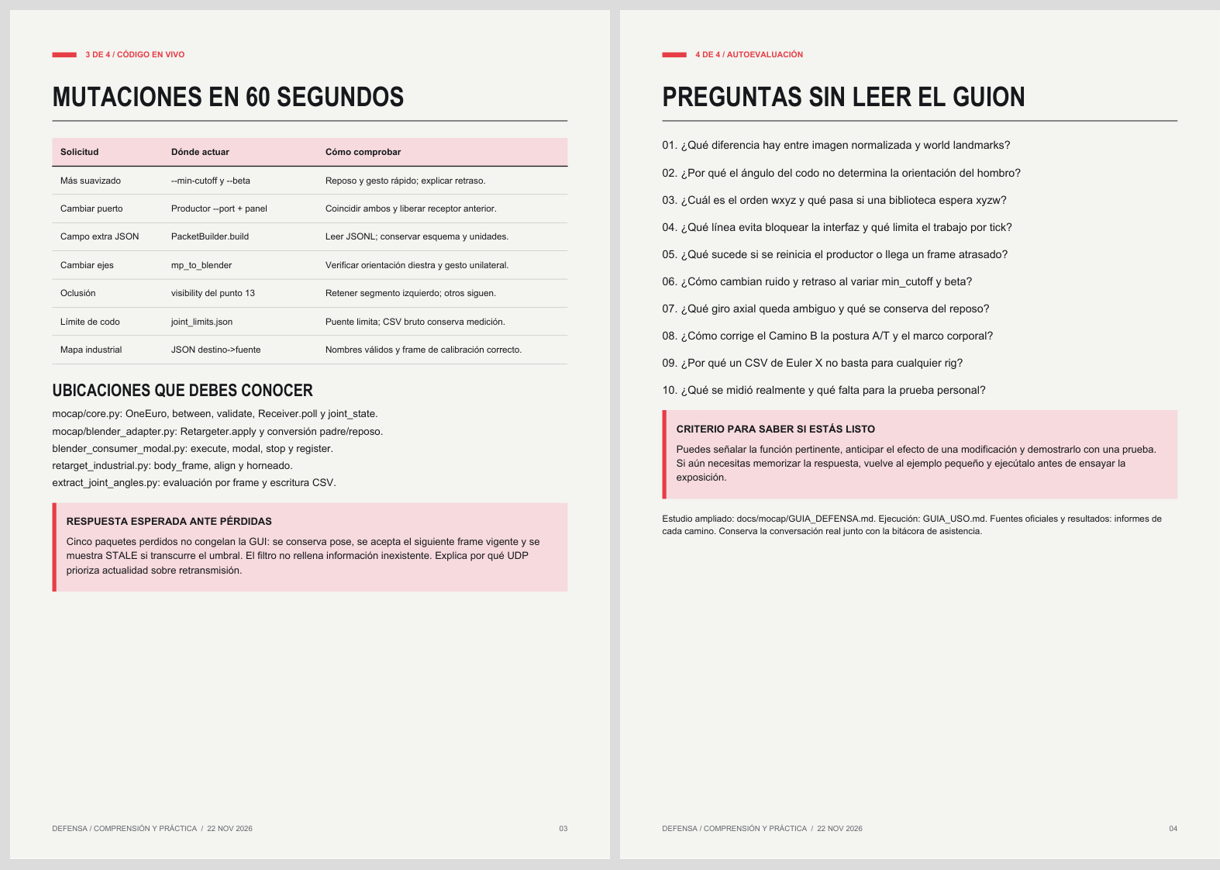 3 DE 4 / CÓDIGO EN VIVO
MUTACIONES EN 60 SEGUNDOS
Solicitud Dónde actuar Cómo comprobar
Más suavizado --min-cutoff y --beta Reposo y gesto rápido; explicar retraso.
Cambiar puerto Productor --port + panel Coincidir ambos y liberar receptor anterior.
Campo extra JSON PacketBuilder.build Leer JSONL; conservar esquema y unidades.
Cambiar ejes mp_to_blender Verificar orientación diestra y gesto unilateral.
Oclusión visibility del punto 13 Retener segmento izquierdo; otros siguen.
Límite de codo joint_limits.json Puente limita; CSV bruto conserva medición.
Mapa industrial JSON destino->fuente Nombres válidos y frame de calibración correcto.
UBICACIONES QUE DEBES CONOCER
mocap/core.py: OneEuro, between, validate, Receiver.poll y joint_state.
mocap/blender_adapter.py: Retargeter.apply y conversión padre/reposo.
blender_consumer_modal.py: execute, modal, stop y register.
retarget_industrial.py: body_frame, align y horneado.
extract_joint_angles.py: evaluación por frame y escritura CSV.
RESPUESTA ESPERADA ANTE PÉRDIDAS
Cinco paquetes perdidos no congelan la GUI: se conserva pose, se acepta el siguiente frame vigente y se
muestra STALE si transcurre el umbral. El filtro no rellena información inexistente. Explica por qué UDP
prioriza actualidad sobre retransmisión.
DEFENSA / COMPRENSIÓN Y PRÁCTICA / 22 NOV 2026 03
4 DE 4 / AUTOEVALUACIÓN
PREGUNTAS SIN LEER EL GUION
01. ¿Qué diferencia hay entre imagen normalizada y world landmarks?
02. ¿Por qué el ángulo del codo no determina la orientación del hombro?
03. ¿Cuál es el orden wxyz y qué pasa si una biblioteca espera xyzw?
04. ¿Qué línea evita bloquear la interfaz y qué limita el trabajo por tick?
05. ¿Qué sucede si se reinicia el productor o llega un frame atrasado?
06. ¿Cómo cambian ruido y retraso al variar min_cutoff y beta?
07. ¿Qué giro axial queda ambiguo y qué se conserva del reposo?
08. ¿Cómo corrige el Camino B la postura A/T y el marco corporal?
09. ¿Por qué un CSV de Euler X no basta para cualquier rig?
10. ¿Qué se midió realmente y qué falta para la prueba personal?
CRITERIO PARA SABER SI ESTÁS LISTO
Puedes señalar la función pertinente, anticipar el efecto de una modificación y demostrarlo con una prueba.
Si aún necesitas memorizar la respuesta, vuelve al ejemplo pequeño y ejecútalo antes de ensayar la
exposición.
Estudio ampliado: docs/mocap/GUIA_DEFENSA.md. Ejecución: GUIA_USO.md. Fuentes oficiales y resultados: informes de
cada camino. Conserva la conversación real junto con la bitácora de asistencia.
DEFENSA / COMPRENSIÓN Y PRÁCTICA / 22 NOV 2026 04